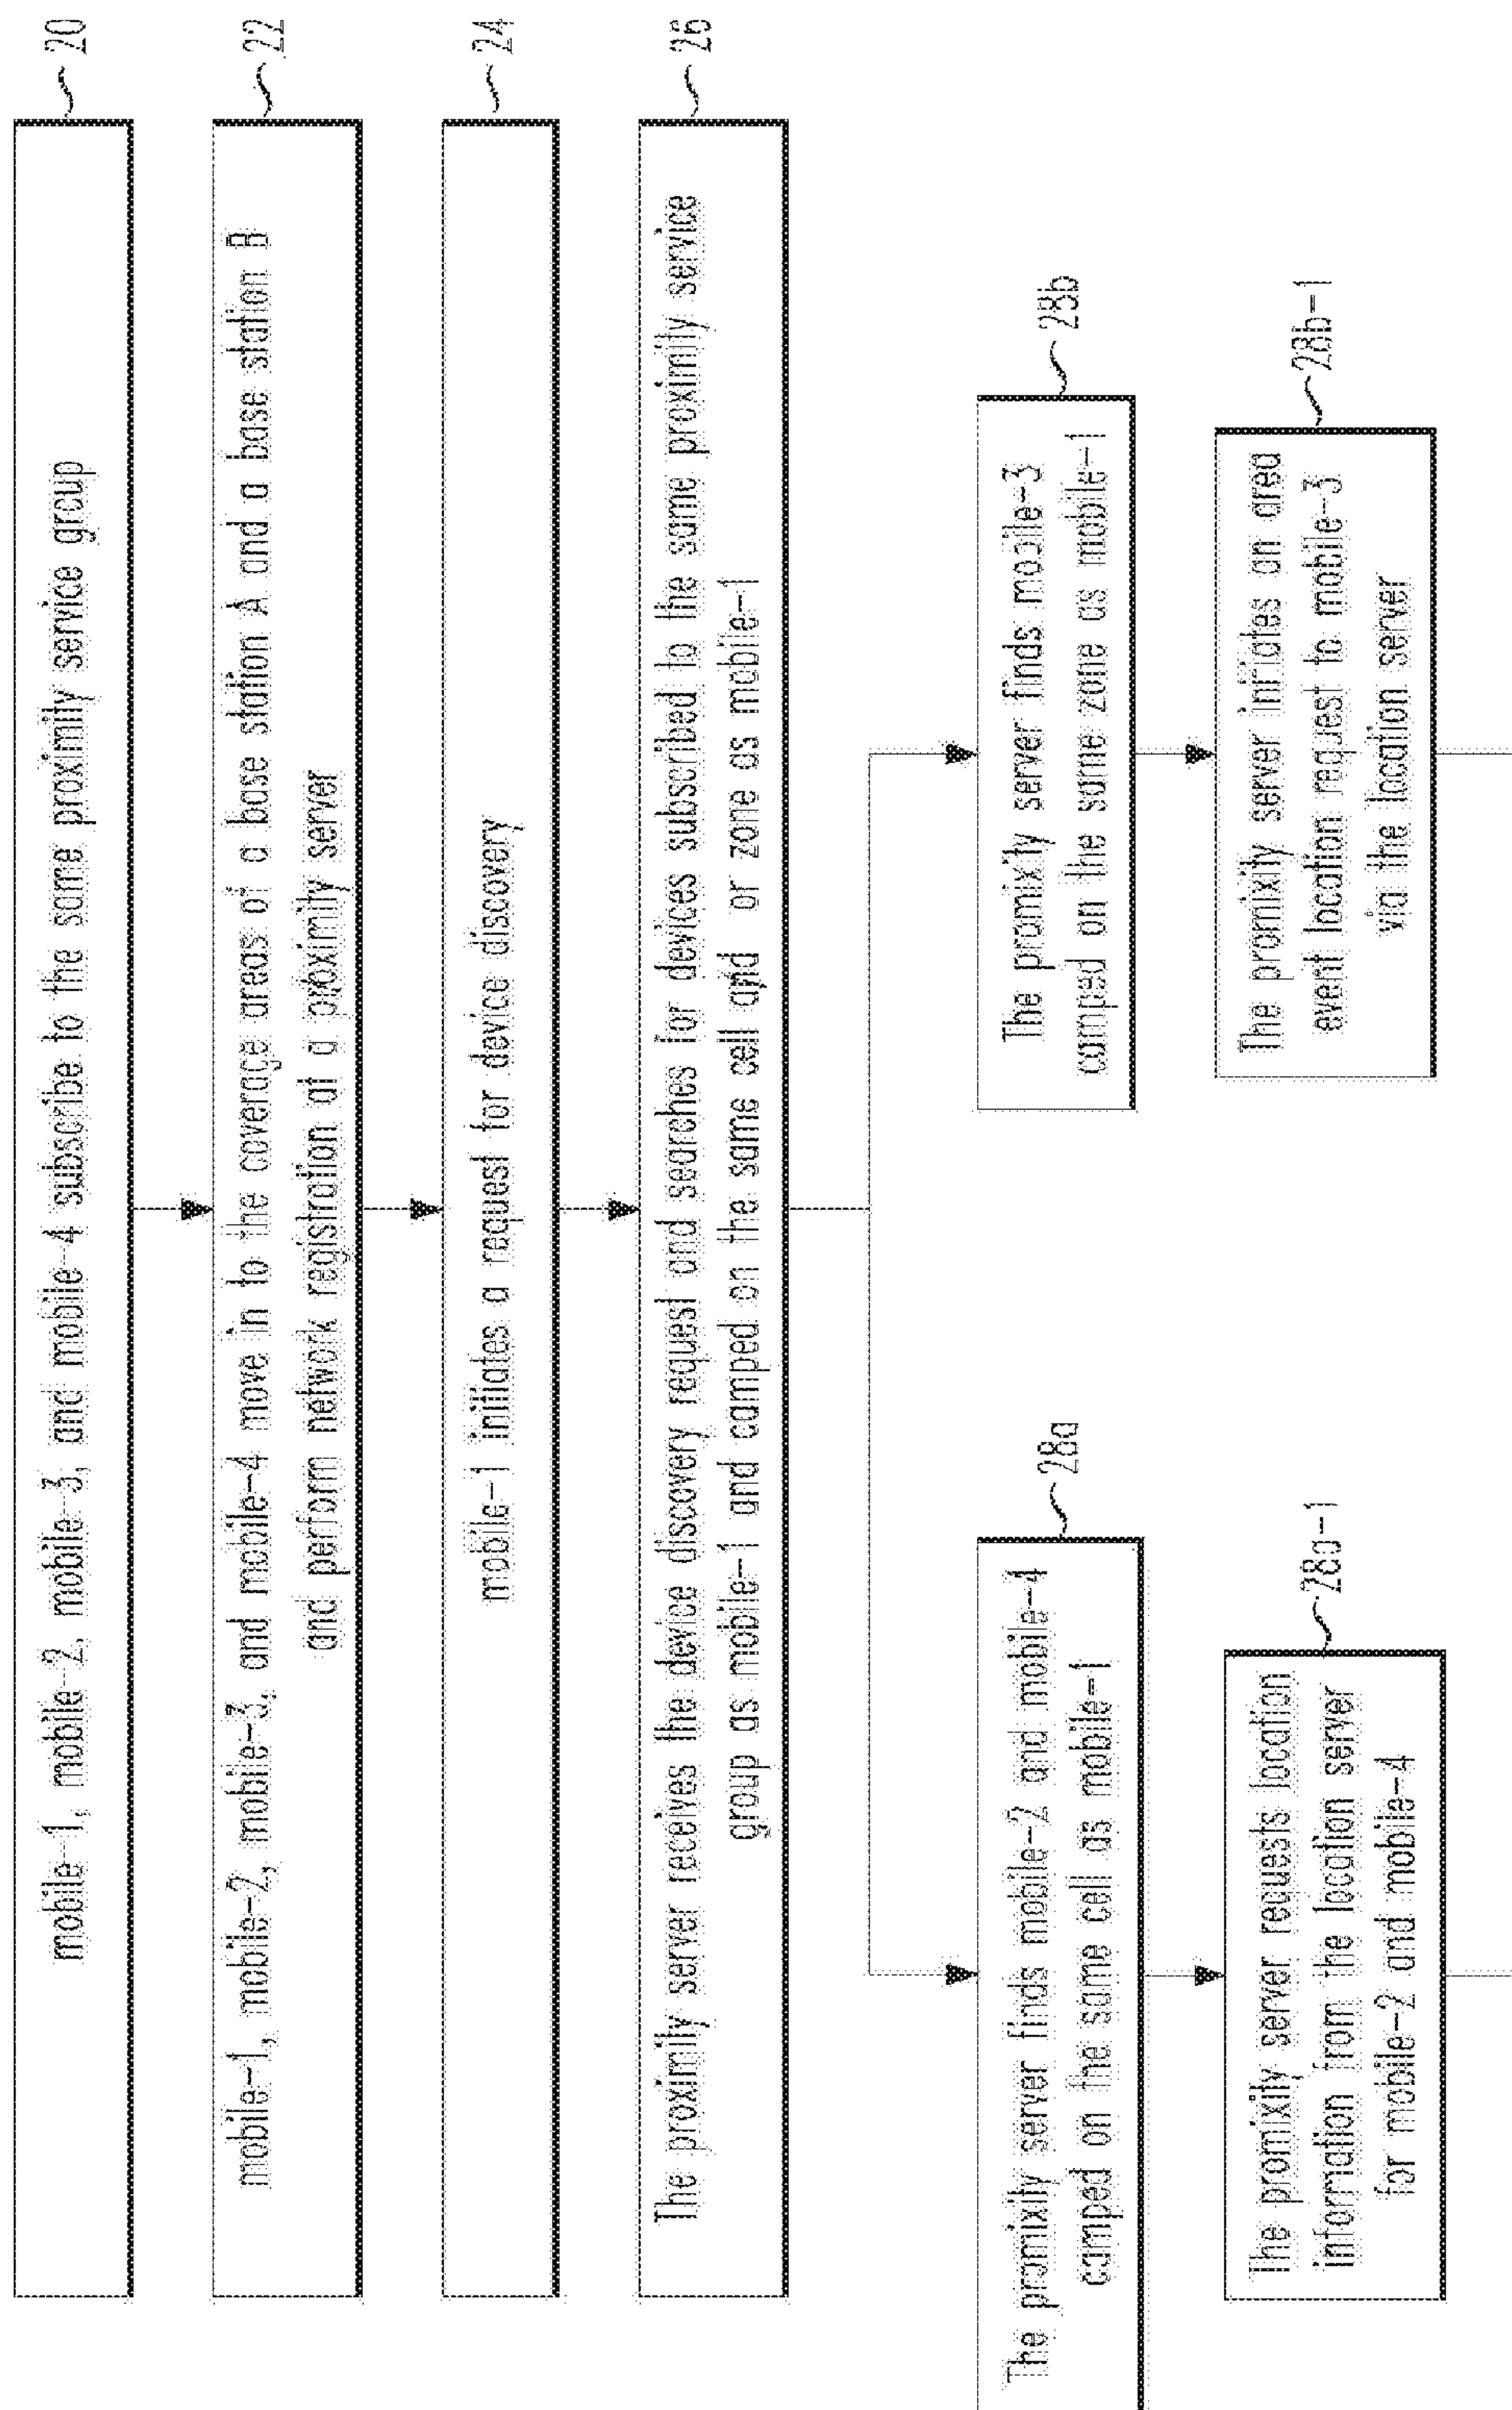 mobile-1, mobile-2, mobile-3, and mobile-4 subscribe to the same proximity service group
20
mobile-1, mobile-2, mobile-3, and mobile-4 move in to the coverage areas of a base station A and a base station B
and perform network registration at a proximity server
22
mobile-1 initiates a request for device discovery
24
The proximity server receives the device discovery request and searches for devices subscribed to the same proximity service
group as mobile-1 and camped on the same cell and or zone as mobile-1
26
The promixity server finds mobile-2 and mobile-4
camped on the same cell as mobile-1
28a
The promixity server requests location
information from the location server
for mobile-2 and mobile-4
28a-1
The promixity server finds mobile-3
camped on the same zone as mobile-1
28b
The promixity server initiates an area
event location request to mobile-3
via the location server
28b-1